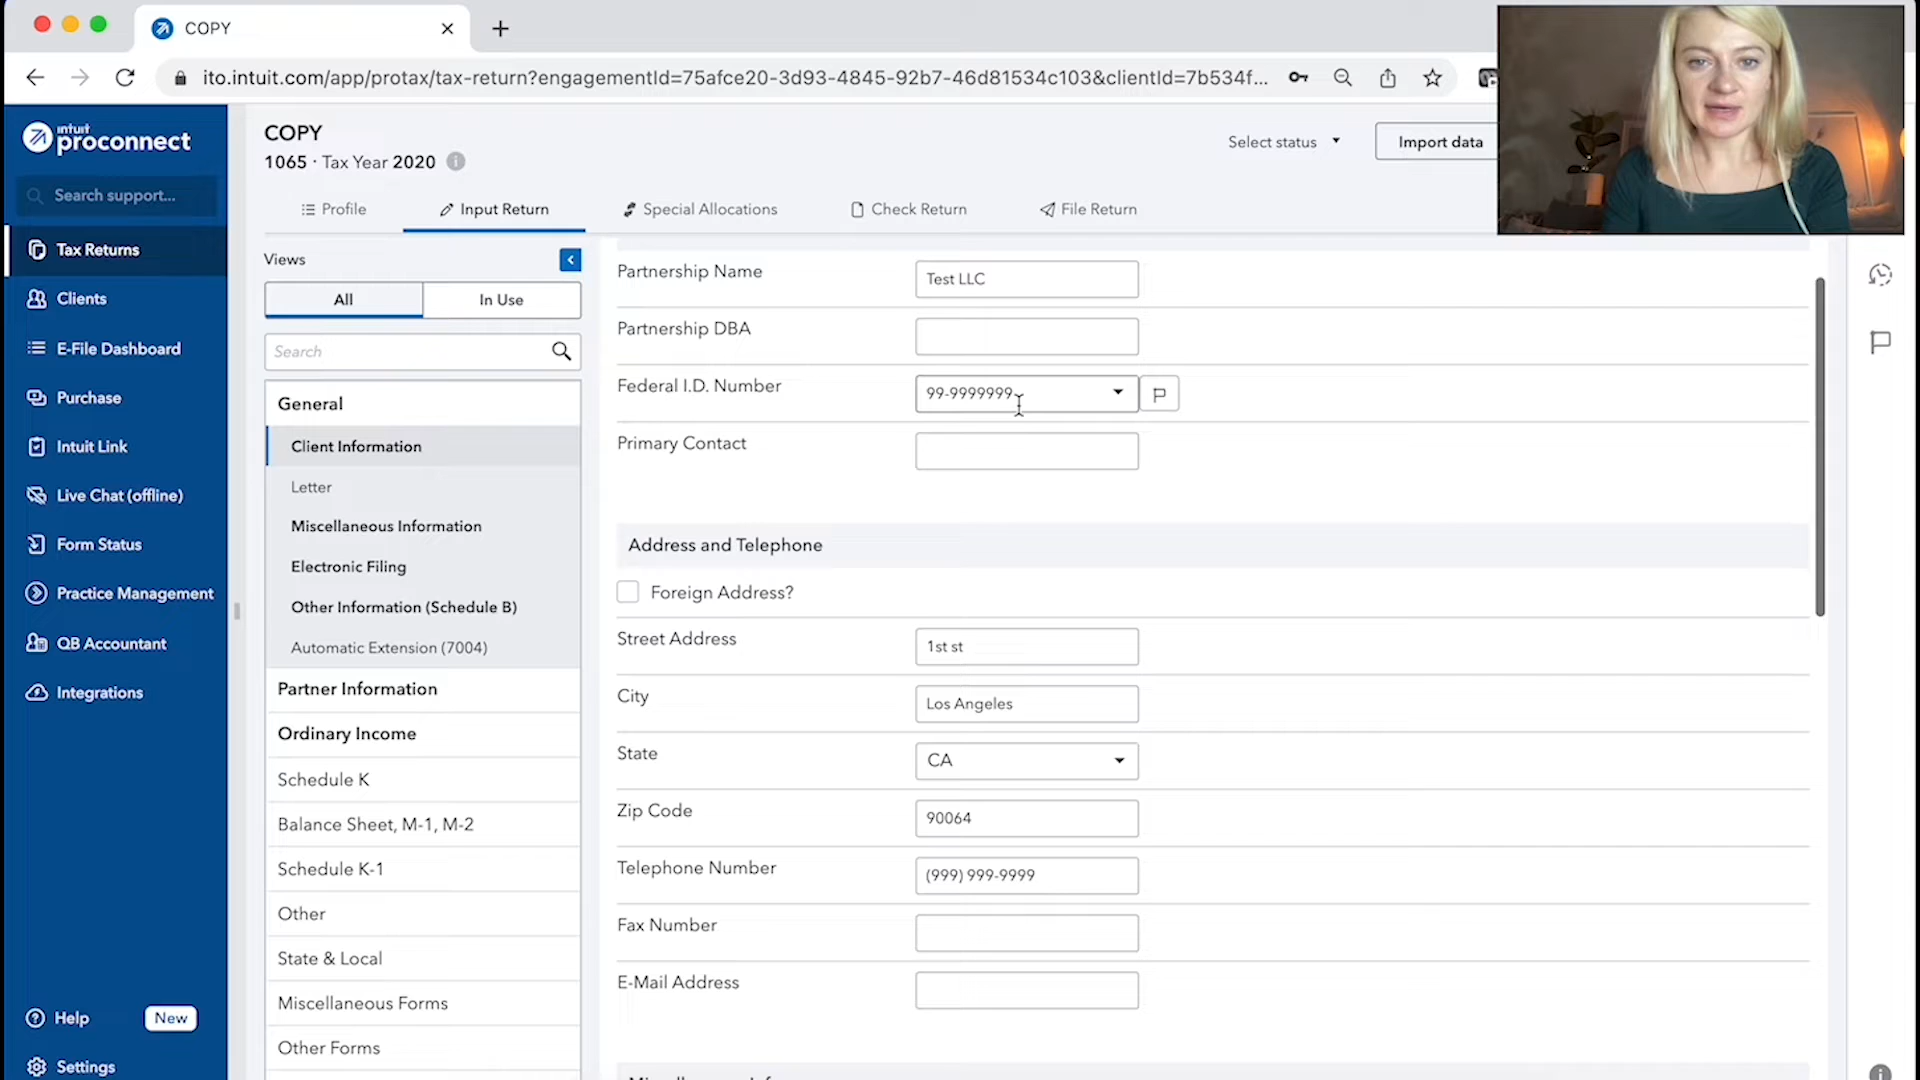 COPY
ito.intuit.com/app/protax/tax-return?engagementId=75afce20-3d93-4845-92b7-46d81534c103&clientId=7b534f...
intuit
proconnect
Search support...
Tax Returns
Clients
E-File Dashboard
Purchase
Intuit Link
Live Chat (offline)
Form Status
Practice Management
QB Accountant
Integrations
Help
New
Settings
COPY
1065 · Tax Year 2020
Select status
Import data
Profile
Input Return
Special Allocations
Check Return
File Return
Views
All
In Use
Search
General
Client Information
Letter
Miscellaneous Information
Electronic Filing
Other Information (Schedule B)
Automatic Extension (7004)
Partner Information
Ordinary Income
Schedule K
Balance Sheet, M-1, M-2
Schedule K-1
Other
State & Local
Miscellaneous Forms
Other Forms
Partnership Name
Test LLC
Partnership DBA
Federal I.D. Number
99-9999999
Primary Contact
Address and Telephone
Foreign Address?
Street Address
1st st
City
Los Angeles
State
CA
Zip Code
90064
Telephone Number
(999) 999-9999
Fax Number
E-Mail Address